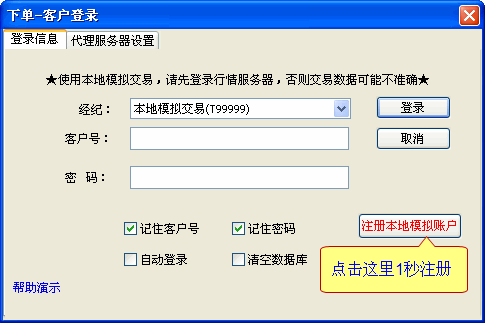 下单-客户登录
登录信息 代理服务器设置
★使用本地模拟交易，请先登录行情服务器，否则交易数据可能不准确★
经纪： 本地模拟交易(T99999) 登录
客户号： 取消
密 码：
记住客户号 记住密码 注册本地模拟账户
自动登录 清空数据库 点击这里1秒注册
帮助演示